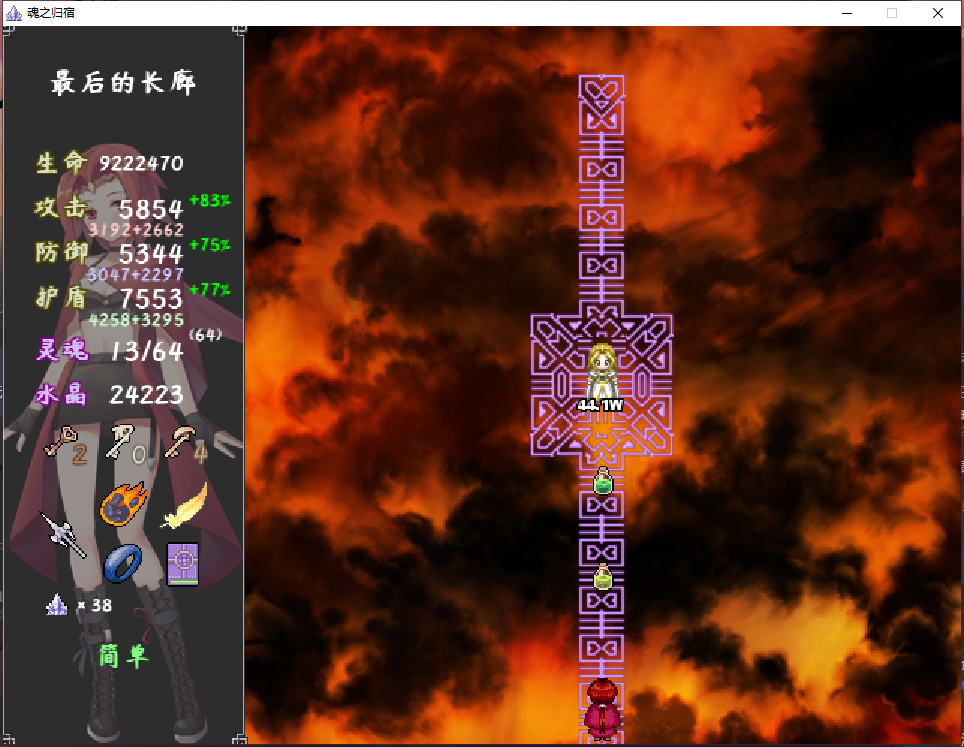 魂之归宿
最后的长廊
生命 9222470
攻击 5854 +83%
3192+2662
防御 5344 +75%
3047+2297
护盾 7553 +77%
4258+3295
灵魂 13/64 (64)
水晶 24223
2 0 4
× 38
简单
44.1W